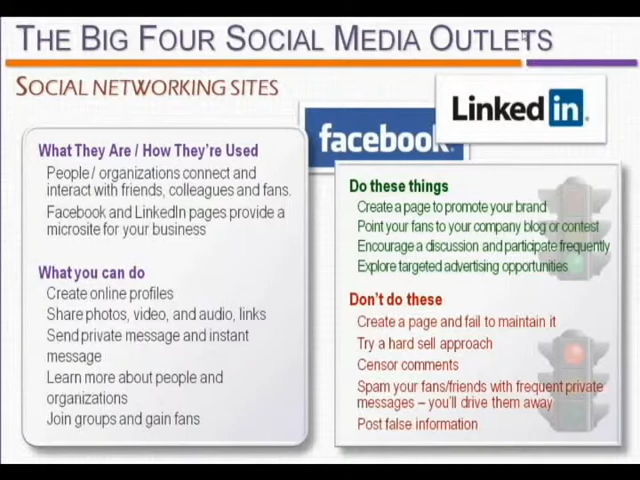 THE BIG FOUR SOCIAL MEDIA OUTLETS
SOCIAL NETWORKING SITES
Linked in
facebook
What They Are / How They're Used
People / organizations connect and
interact with friends, colleagues and fans.
Facebook and LinkedIn pages provide a
microsite for your business
What you can do
Create online profiles
Share photos, video, and audio, links
Send private message and instant
message
Learn more about people and
organizations
Join groups and gain fans
Do these things
Create a page to promote your brand
Point your fans to your company blog or contest
Encourage a discussion and participate frequently
Explore targeted advertising opportunities
Don't do these
Create a page and fail to maintain it
Try a hard sell approach
Censor comments
Spam your fans/friends with frequent private
messages – you'll drive them away
Post false information